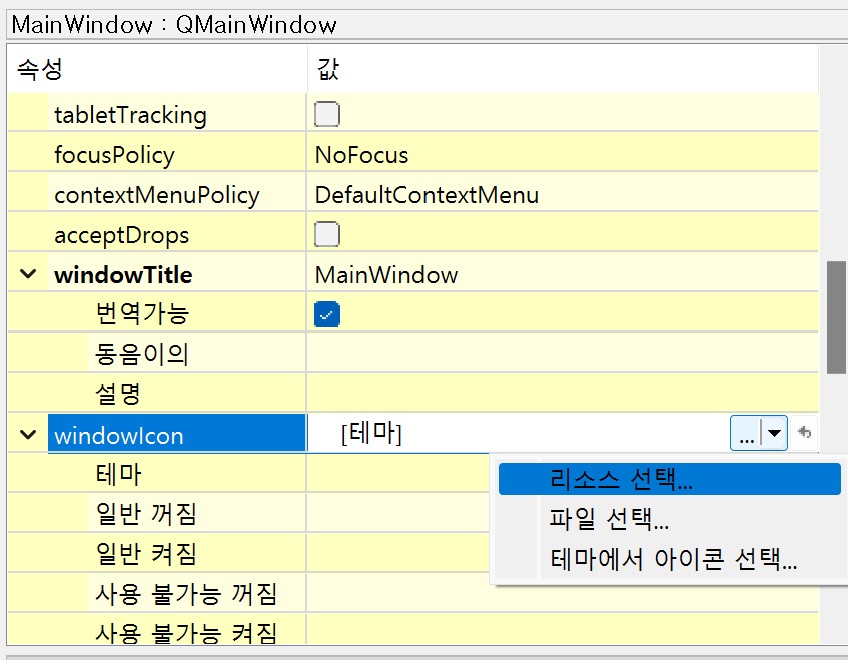 MainWindow : QMainWindow
속성 값
tabletTracking
focusPolicy NoFocus
contextMenuPolicy DefaultContextMenu
acceptDrops
windowTitle MainWindow
번역가능
동음이의
설명
windowIcon [테마] ...
테마
리소스 선택...
일반 꺼짐
파일 선택...
일반 켜짐
테마에서 아이콘 선택...
사용 불가능 꺼짐
사용 불가능 켜짐